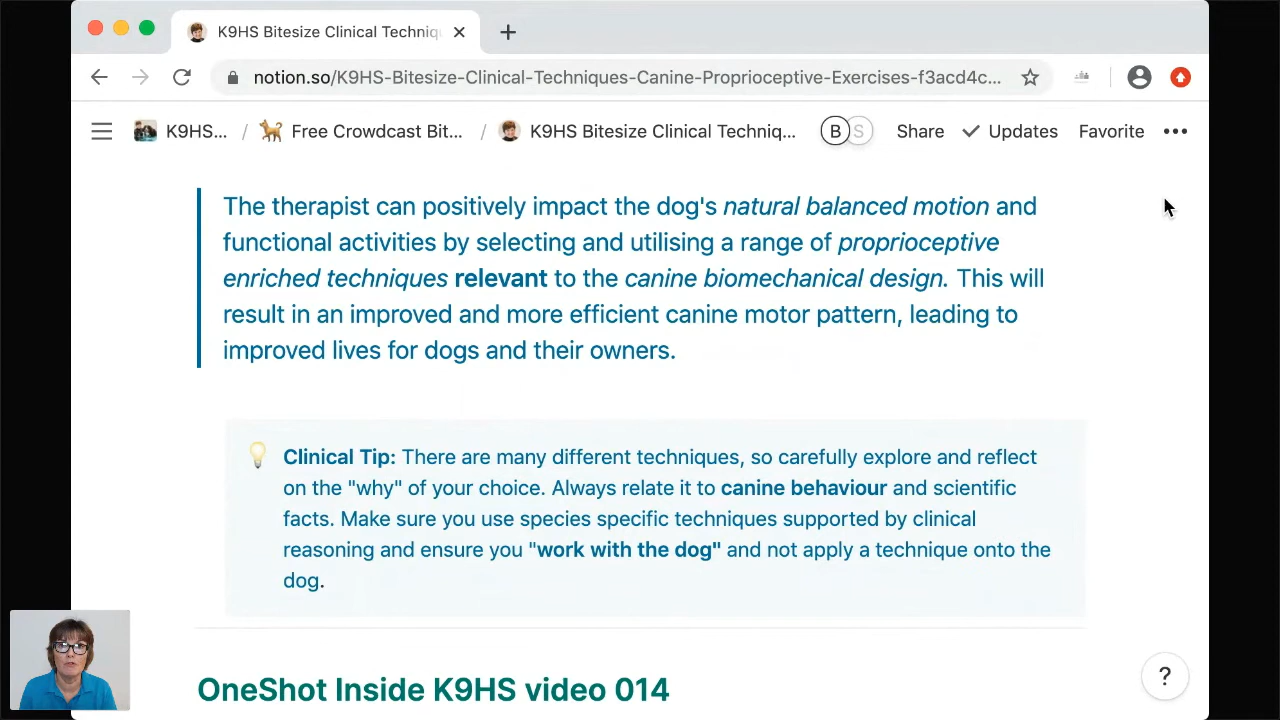 K9HS Bitesize Clinical Techniq
notion.so/K9HS-Bitesize-Clinical-Techniques-Canine-Proprioceptive-Exercises-f3acd4c...
K9HS... / Free Crowdcast Bit... / K9HS Bitesize Clinical Techniq... B S Share Updates Favorite
The therapist can positively impact the dog's natural balanced motion and
functional activities by selecting and utilising a range of proprioceptive
enriched techniques relevant to the canine biomechanical design. This will
result in an improved and more efficient canine motor pattern, leading to
improved lives for dogs and their owners.
Clinical Tip: There are many different techniques, so carefully explore and reflect
on the "why" of your choice. Always relate it to canine behaviour and scientific
facts. Make sure you use species specific techniques supported by clinical
reasoning and ensure you "work with the dog" and not apply a technique onto the
dog.
OneShot Inside K9HS video 014
?